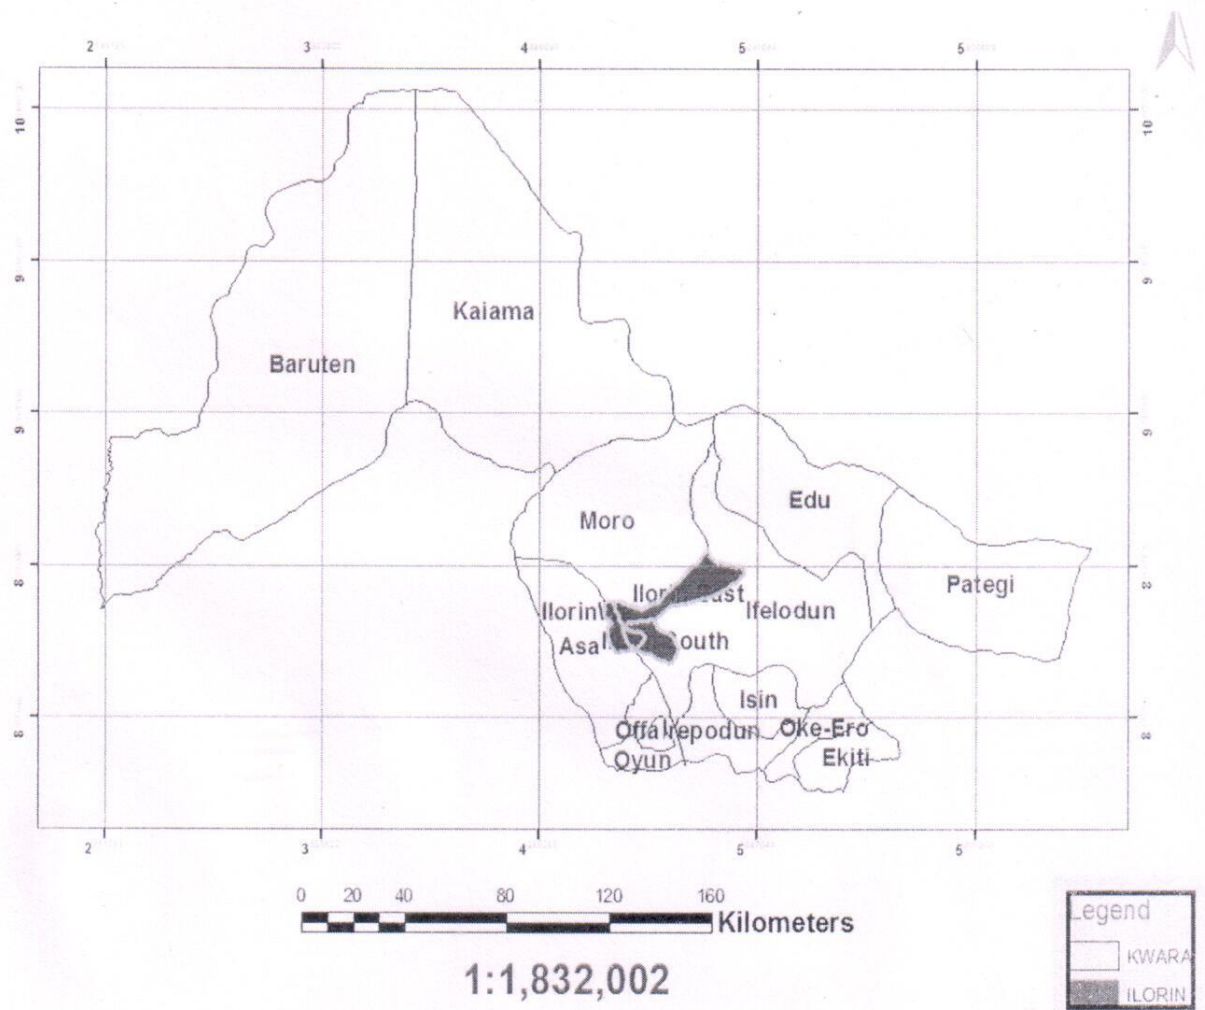 2 3 4 5 5
10 10
Kaiama
9 9
Baruten
9 9
Edu
Moro
8 8
Ilorin East
Pategi
IlorinW
Ifelodun
Asa
outh
Isin
Offa Irepodun Oke-Ero
Oyun Ekiti
8 8
2 3 4 5 5
0 20 40 80 120 160
Kilometers
1:1,832,002
Legend
KWARA
ILORIN